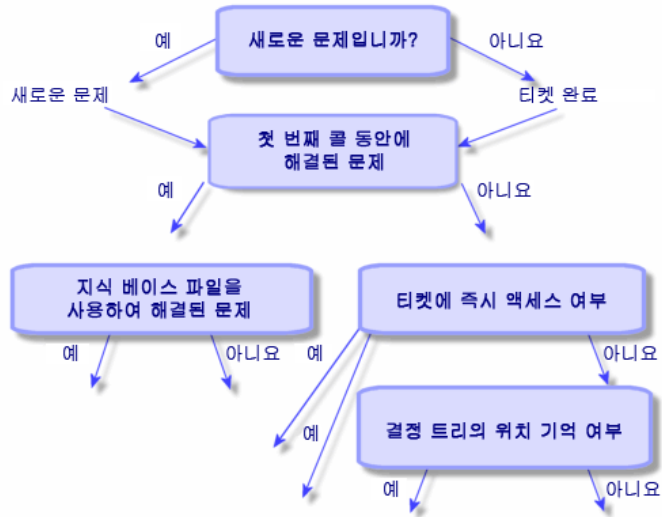 예
새로운 문제입니까?
아니요
새로운 문제
티켓 완료
첫 번째 콜 동안에
해결된 문제
예
아니요
지식 베이스 파일을
사용하여 해결된 문제
티켓에 즉시 액세스 여부
예
아니요
예
아니요
예
결정 트리의 위치 기억 여부
예
아니요